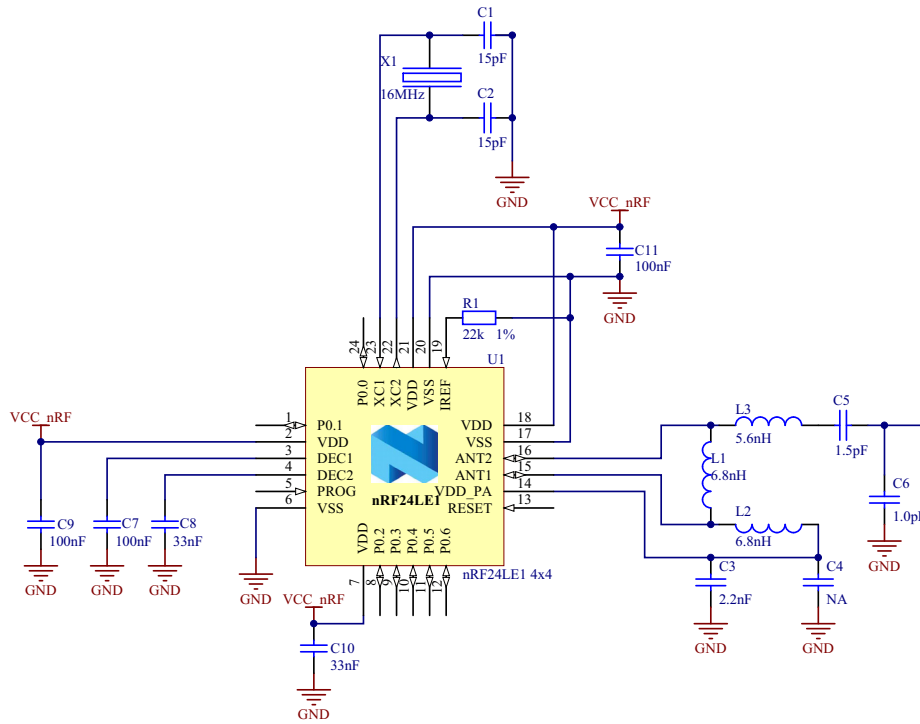 C1
15pF
X1
16MHz
C2
15pF
GND
VCC_nRF
C11
100nF
GND
R1
22k 1%
U1
24
23
22
21
20
19
P0.0
XC1
XC2
VDD
VSS
IREF
VCC_nRF
1 P0.1
2 VDD
3 DEC1
4 DEC2
5 PROG
6 VSS
VDD 18
VSS 17
ANT2 16
ANT1 15
VDD_PA 14
RESET 13
nRF24LE1
VDD
P0.2
P0.3
P0.4
P0.5
P0.6
7
8
9
10
11
12
nRF24LE1 4x4
C9
100nF
GND
C7
100nF
GND
C8
33nF
GND
GND
VCC_nRF
C10
33nF
GND
L3
5.6nH
C5
1.5pF
L1
6.8nH
L2
6.8nH
C6
GND
C3
2.2nF
GND
C4
NA
GND